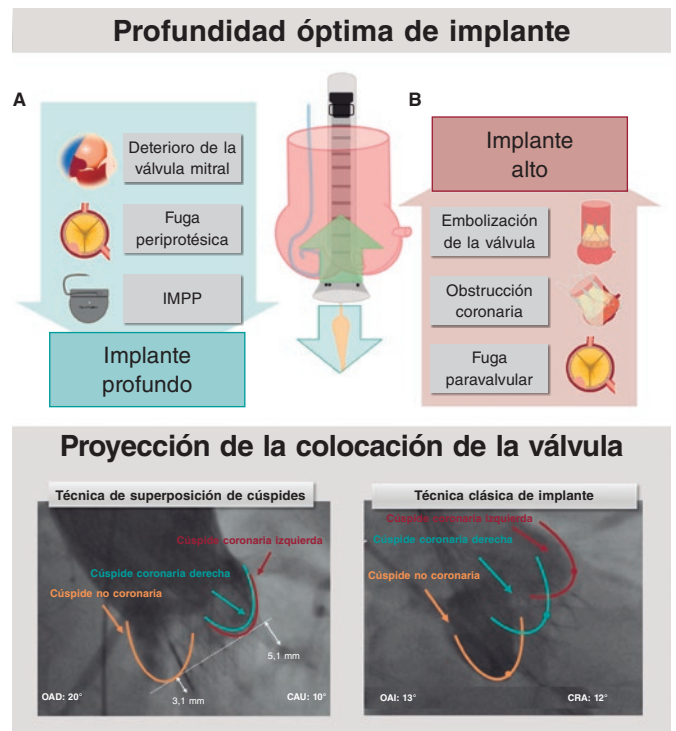 Profundidad óptima de implante
A
Deterioro de la
válvula mitral
Fuga
periprotésica
IMPP
Implante
profundo
B
Implante
alto
Embolización
de la válvula
Obstrucción
coronaria
Fuga
paravalvular
Proyección de la colocación de la válvula
Técnica de superposición de cúspides
Cúspide coronaria izquierda
Cúspide coronaria derecha
Cúspide no coronaria
5,1 mm
3,1 mm
OAD: 20°
CAU: 10°
Técnica clásica de implante
Cúspide coronaria izquierda
Cúspide coronaria derecha
Cúspide no coronaria
OAI: 13°
CRA: 12°